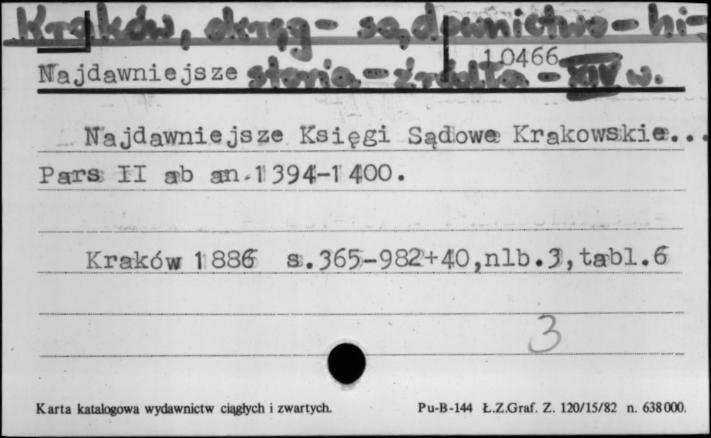 Kraków, okręg - sądownictwo - hi-
10466
Najdawniejsze storia - źródła - XIV w.
Najdawniejsze Księgi Sądowe Krakowskie...
Pars II ab an.1394-1400.
Kraków 1886 s.365-982+40,nlb.3,tabl.6
3
Karta katalogowa wydawnictw ciągłych i zwartych. Pu-B-144 Ł.Z.Graf. Z. 120/15/82 n. 638000.